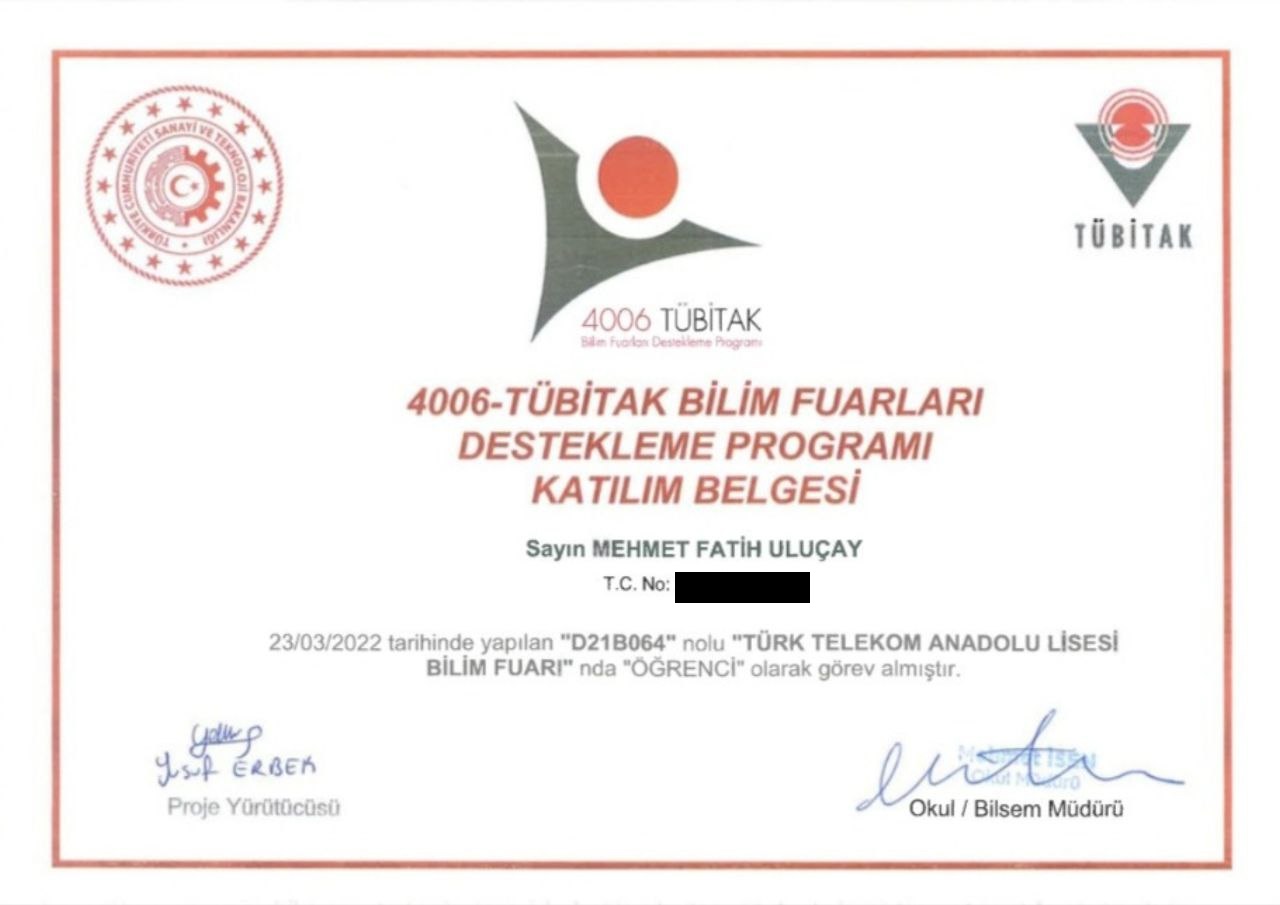 TÜRKİYE CUMHURİYETİ SANAYİ VE TEKNOLOJİ BAKANLIĞI
TÜBİTAK
4006 TÜBİTAK
Bilim Fuarları Destekleme Programı
4006-TÜBİTAK BİLİM FUARLARI
DESTEKLEME PROGRAMI
KATILIM BELGESİ
Sayın MEHMET FATİH ULUÇAY
T.C. No:
23/03/2022 tarihinde yapılan "D21B064" nolu "TÜRK TELEKOM ANADOLU LİSESİ
BİLİM FUARI" nda "ÖĞRENCİ" olarak görev almıştır.
Yusuf ERBEK
Proje Yürütücüsü
Mehmet
Okul Müdürü
Okul / Bilsem Müdürü